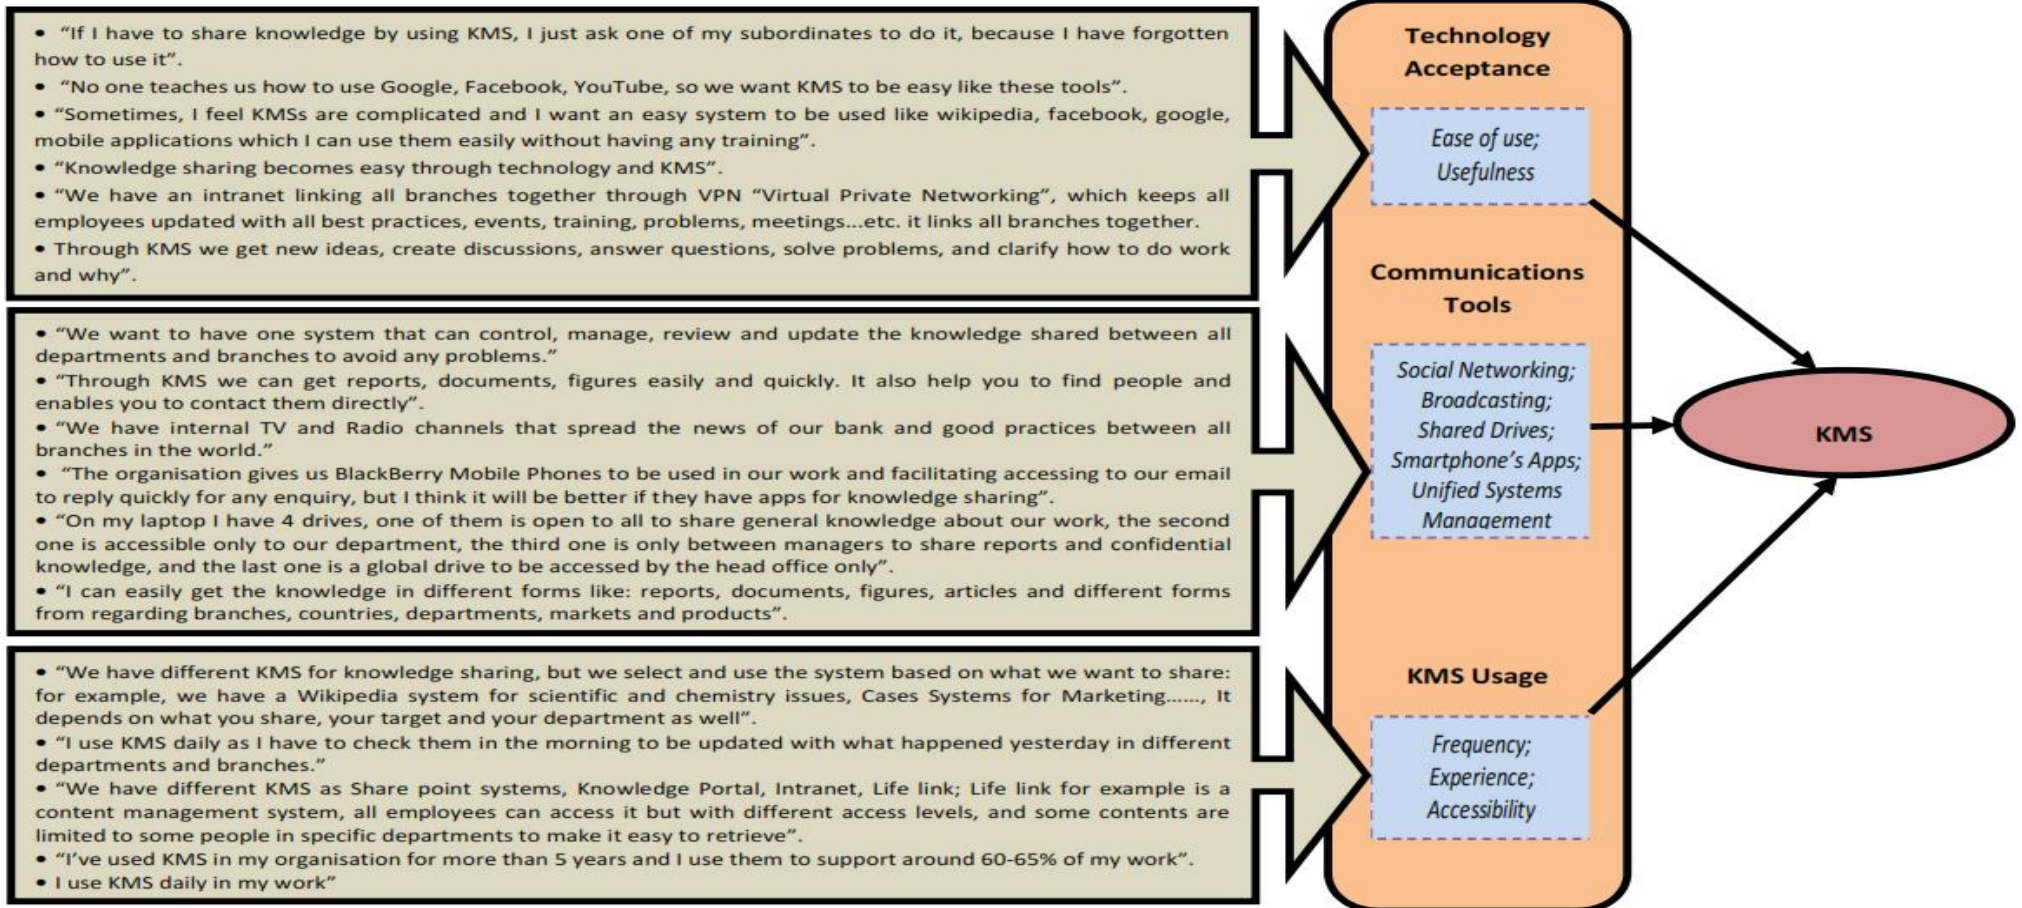 • “If I have to share knowledge by using KMS, I just ask one of my subordinates to do it, because I have forgotten
how to use it”.
• “No one teaches us how to use Google, Facebook, YouTube, so we want KMS to be easy like these tools”.
• “Sometimes, I feel KMSs are complicated and I want an easy system to be used like wikipedia, facebook, google,
mobile applications which I can use them easily without having any training”.
• “Knowledge sharing becomes easy through technology and KMS”.
• “We have an intranet linking all branches together through VPN “Virtual Private Networking”, which keeps all
employees updated with all best practices, events, training, problems, meetings...etc. it links all branches together.
• Through KMS we get new ideas, create discussions, answer questions, solve problems, and clarify how to do work
and why”.
• “We want to have one system that can control, manage, review and update the knowledge shared between all
departments and branches to avoid any problems.”
• “Through KMS we can get reports, documents, figures easily and quickly. It also help you to find people and
enables you to contact them directly”.
• “We have internal TV and Radio channels that spread the news of our bank and good practices between all
branches in the world.”
• “The organisation gives us BlackBerry Mobile Phones to be used in our work and facilitating accessing to our email
to reply quickly for any enquiry, but I think it will be better if they have apps for knowledge sharing”.
• “On my laptop I have 4 drives, one of them is open to all to share general knowledge about our work, the second
one is accessible only to our department, the third one is only between managers to share reports and confidential
knowledge, and the last one is a global drive to be accessed by the head office only”.
• “I can easily get the knowledge in different forms like: reports, documents, figures, articles and different forms
from regarding branches, countries, departments, markets and products”.
• “We have different KMS for knowledge sharing, but we select and use the system based on what we want to share:
for example, we have a Wikipedia system for scientific and chemistry issues, Cases Systems for Marketing……, It
depends on what you share, your target and your department as well”.
• “I use KMS daily as I have to check them in the morning to be updated with what happened yesterday in different
departments and branches.”
• “We have different KMS as Share point systems, Knowledge Portal, Intranet, Life link; Life link for example is a
content management system, all employees can access it but with different access levels, and some contents are
limited to some people in specific departments to make it easy to retrieve”.
• “I’ve used KMS in my organisation for more than 5 years and I use them to support around 60-65% of my work”.
• I use KMS daily in my work”
Technology
Acceptance
Ease of use;
Usefulness
Communications
Tools
Social Networking;
Broadcasting;
Shared Drives;
Smartphone’s Apps;
Unified Systems
Management
KMS Usage
Frequency;
Experience;
Accessibility
KMS